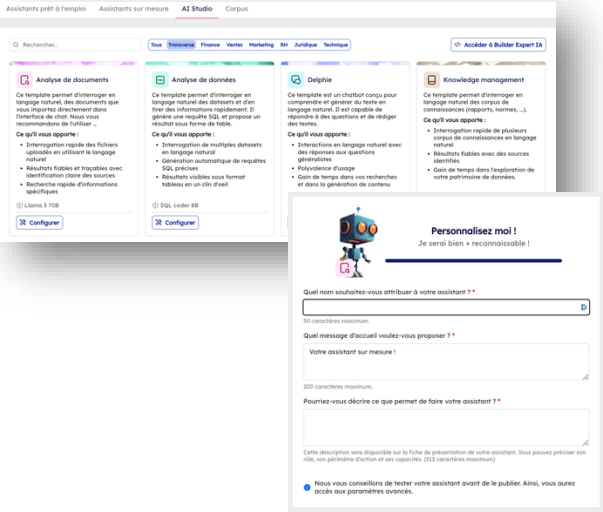 Assistants prêt à l'emploi Assistants sur mesure AI Studio Corpus
Rechercher...
Tous Transverse Finance Ventes Marketing RH Juridique Technique
Accéder à Builder Expert IA
Analyse de documents
Ce template permet d'interroger en
langage naturel, des documents que
vous importez directement dans
l'interface de chat. Nous vous
recommandons de l'utiliser ...
Ce qu'il vous apporte :
• Interrogation rapide des fichiers
uploadés en utilisant le langage
naturel
• Résultats fiables et traçables avec
identification claire des sources
• Recherche rapide d'informations
spécifiques
Llama 3 70B
Configurer
Analyse de données
Ce template permet d'interroger en
langage naturel des datasets et d'en
tirer des informations rapidement. Il
génère une requête SQL et propose un
résultat sous forme de table.
Ce qu'il vous apporte :
• Interrogation de multiples datasets
en langage natural
• Génération automatique de requêtes
SQL précises
• Résultats visibles sous format
tableau en un clin d'oeil
SQL coder 8B
Configurer
Delphie
Ce template est un chatbot conçu pour
comprendre et générer du texte en
langage naturel. Il est capable de
répondre à des questions et de rédiger
des textes.
Ce qu'il vous apporte :
• Interactions en langage naturel avec
des réponses aux questions
généralistes
• Polyvalence d'usage
• Gain de temps dans vos recherches
et dans la génération de contenu
Knowledge management
Ce template permet d'interroger en
langage naturel des corpus de
connaissances (rapports, normes, ...).
Ce qu'il vous apporte :
• Interrogation rapide de plusieurs
corpus de connaissances en langage
naturel
• Résultats fiables avec des sources
identifiés
• Gain de temps dans l'exploration de
votre patrimoine de données.
Personnalisez moi !
Je serai bien + reconnaissable !
Quel nom souhaitez-vous attribuer à votre assistant ? *
50 caractères maximum.
Quel message d'accueil voulez-vous proposer ? *
Votre assistant sur mesure !
200 caractères maximum.
Pourriez-vous décrire ce que permet de faire votre assistant ? *
Cette description sera disponible sur la fiche de présentation de votre assistant. Vous pouvez préciser son
rôle, son périmètre d'action et ses capacités. (512 caractères maximum)
Nous vous conseillons de tester votre assistant avant de le publier. Ainsi, vous aurez
accès aux paramètres avancés.